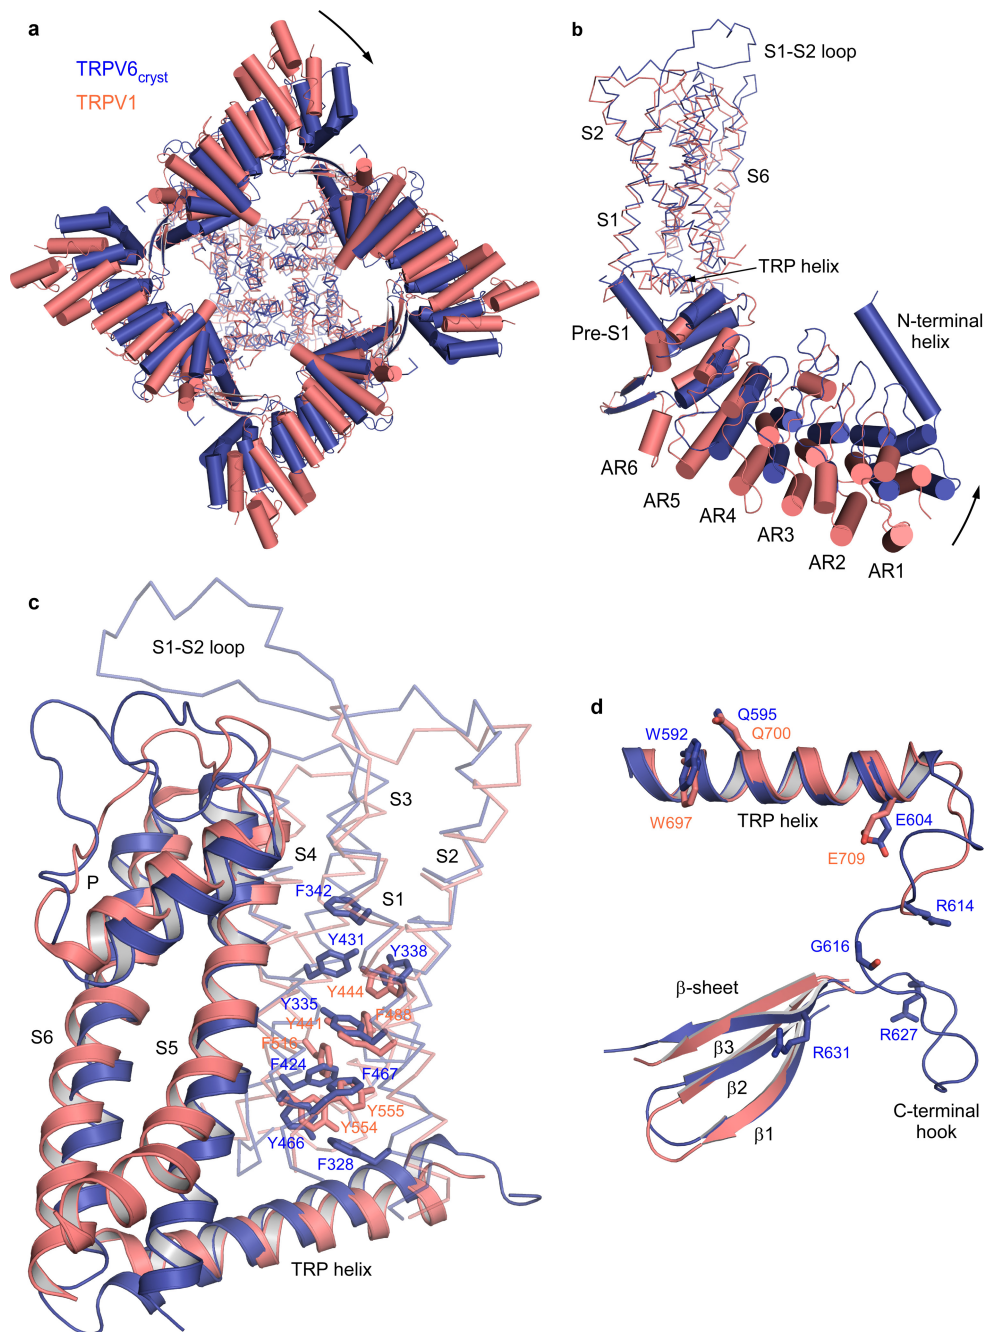 a
TRPV6cryst
TRPV1
b
S1-S2 loop
S2
S6
S1
TRP helix
Pre-S1
N-terminal
helix
AR6
AR5
AR4
AR3
AR2
AR1
c
S1-S2 loop
S3
S4
S2
P
F342
S1
Y431
Y338
Y444
Y335
Y441
F488
S6
S5
F516
F424
F467
Y555
Y554
Y466
F328
TRP helix
d
Q595
W592
Q700
W697
TRP helix
E604
E709
R614
G616
β-sheet
R627
β3
R631
β2
C-terminal
hook
β1